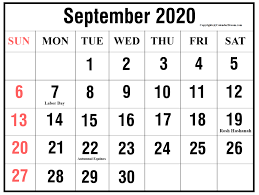 September 2020
SUN MON TUE WED THU FRI SAT
1 2 3 4 5
6 7 8 9 10 11 12
Labor Day
13 14 15 16 17 18 19
Rosh Hashanah
20 21 22 23 24 25 26
Autumnal Equinox
27 28 29 30